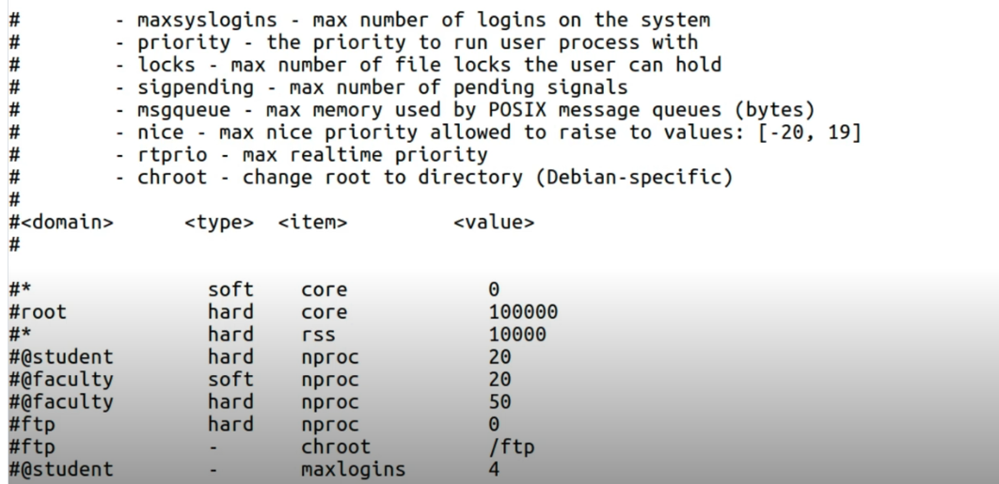 #        - maxsyslogins - max number of logins on the system
#        - priority - the priority to run user process with
#        - locks - max number of file locks the user can hold
#        - sigpending - max number of pending signals
#        - msgqueue - max memory used by POSIX message queues (bytes)
#        - nice - max nice priority allowed to raise to values: [-20, 19]
#        - rtprio - max realtime priority
#        - chroot - change root to directory (Debian-specific)
#
#<domain>      <type>  <item>         <value>
#
#*               soft    core            0
#root            hard    core            100000
#*               hard    rss             10000
#@student        hard    nproc           20
#@faculty        soft    nproc           20
#@faculty        hard    nproc           50
#ftp             hard    nproc           0
#ftp             -       chroot          /ftp
#@student        -       maxlogins       4